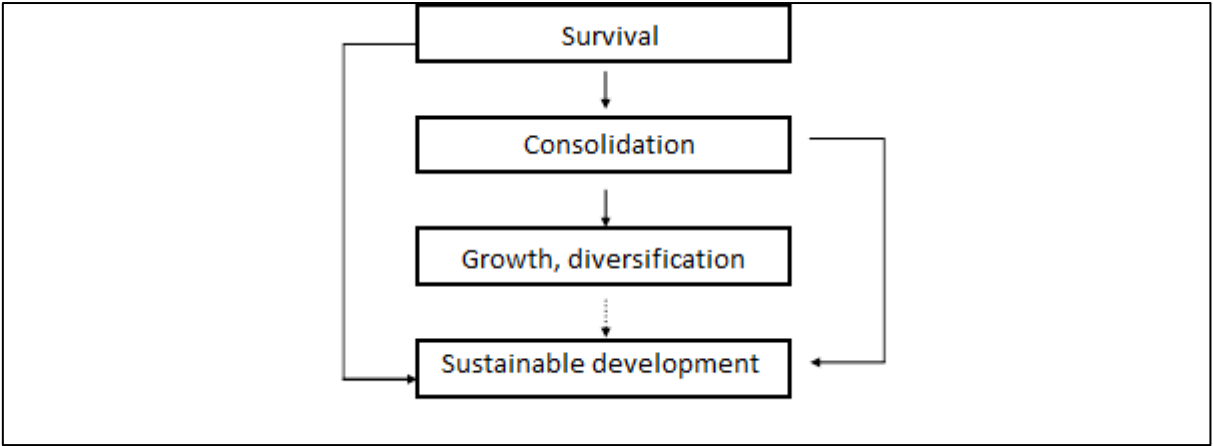 Survival
Consolidation
Growth, diversification
Sustainable development